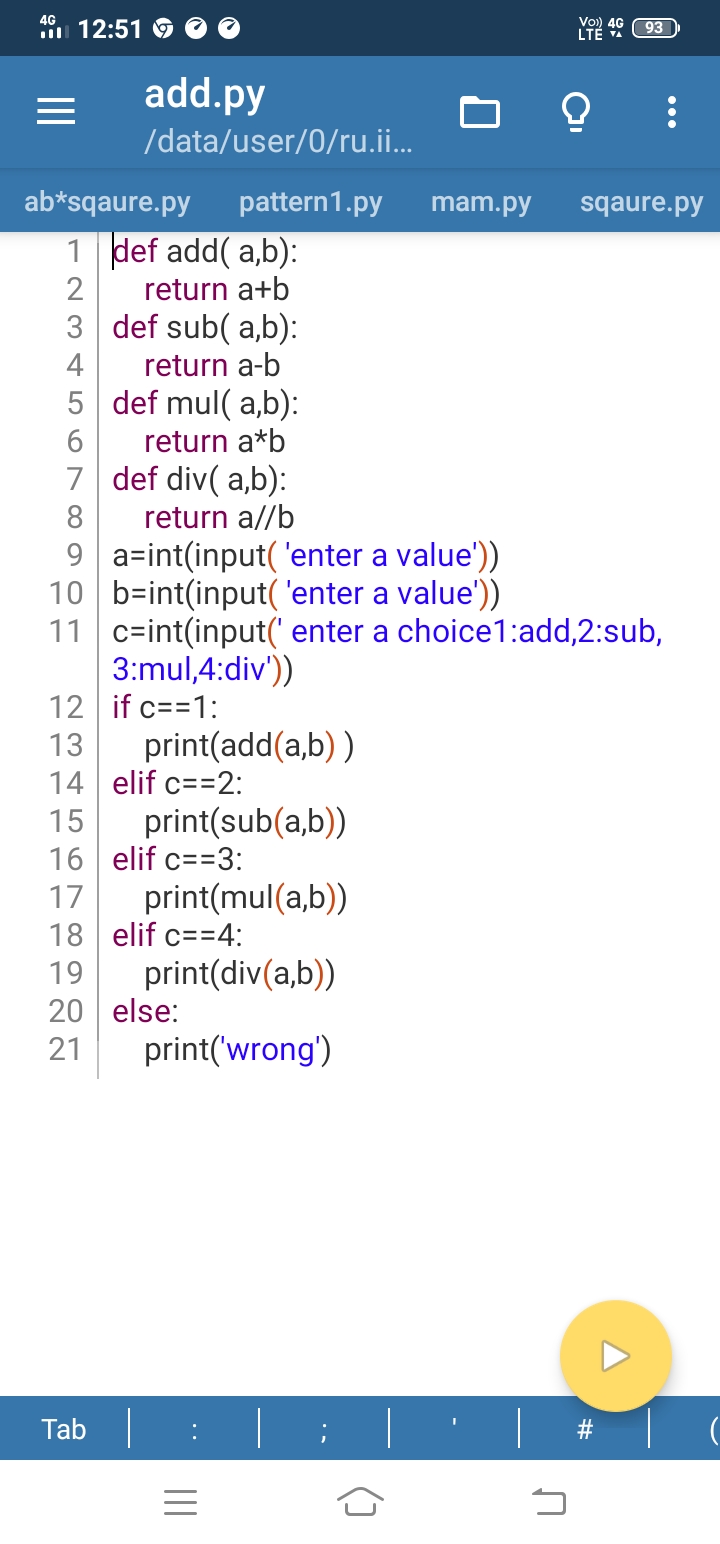 4G 12:51 Vo)) LTE 4G 93
add.py
/data/user/0/ru.ii...
ab*sqaure.py pattern1.py mam.py sqaure.py
1 def add( a,b):
2     return a+b
3 def sub( a,b):
4     return a-b
5 def mul( a,b):
6     return a*b
7 def div( a,b):
8     return a//b
9 a=int(input( 'enter a value'))
10 b=int(input( 'enter a value'))
11 c=int(input(' enter a choice1:add,2:sub,
3:mul,4:div'))
12 if c==1:
13     print(add(a,b) )
14 elif c==2:
15     print(sub(a,b))
16 elif c==3:
17     print(mul(a,b))
18 elif c==4:
19     print(div(a,b))
20 else:
21     print('wrong')
Tab | : | ; | ' | # | (